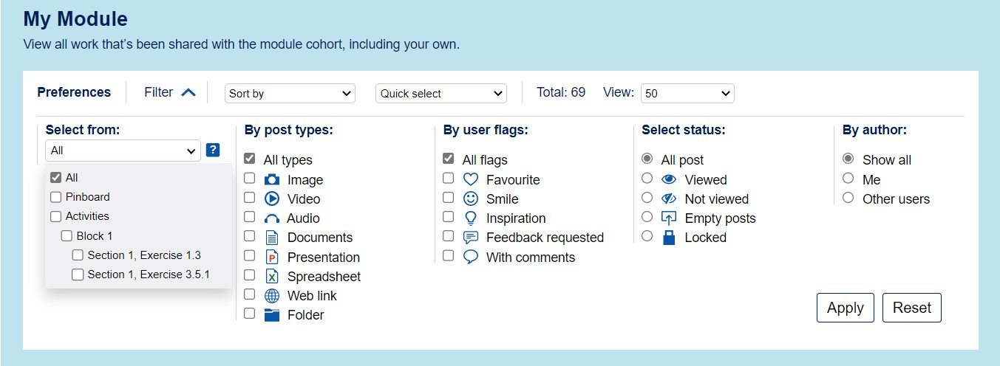 My Module
View all work that's been shared with the module cohort, including your own.
Preferences Filter Sort by Quick select Total: 69 View: 50
Select from:
All ?
All
Pinboard
Activities
Block 1
Section 1, Exercise 1.3
Section 1, Exercise 3.5.1
By post types:
All types
Image
Video
Audio
Documents
P Presentation
X Spreadsheet
Web link
Folder
By user flags:
All flags
Favourite
Smile
Inspiration
Feedback requested
With comments
Select status:
All post
Viewed
Not viewed
Empty posts
Locked
By author:
Show all
Me
Other users
Apply Reset